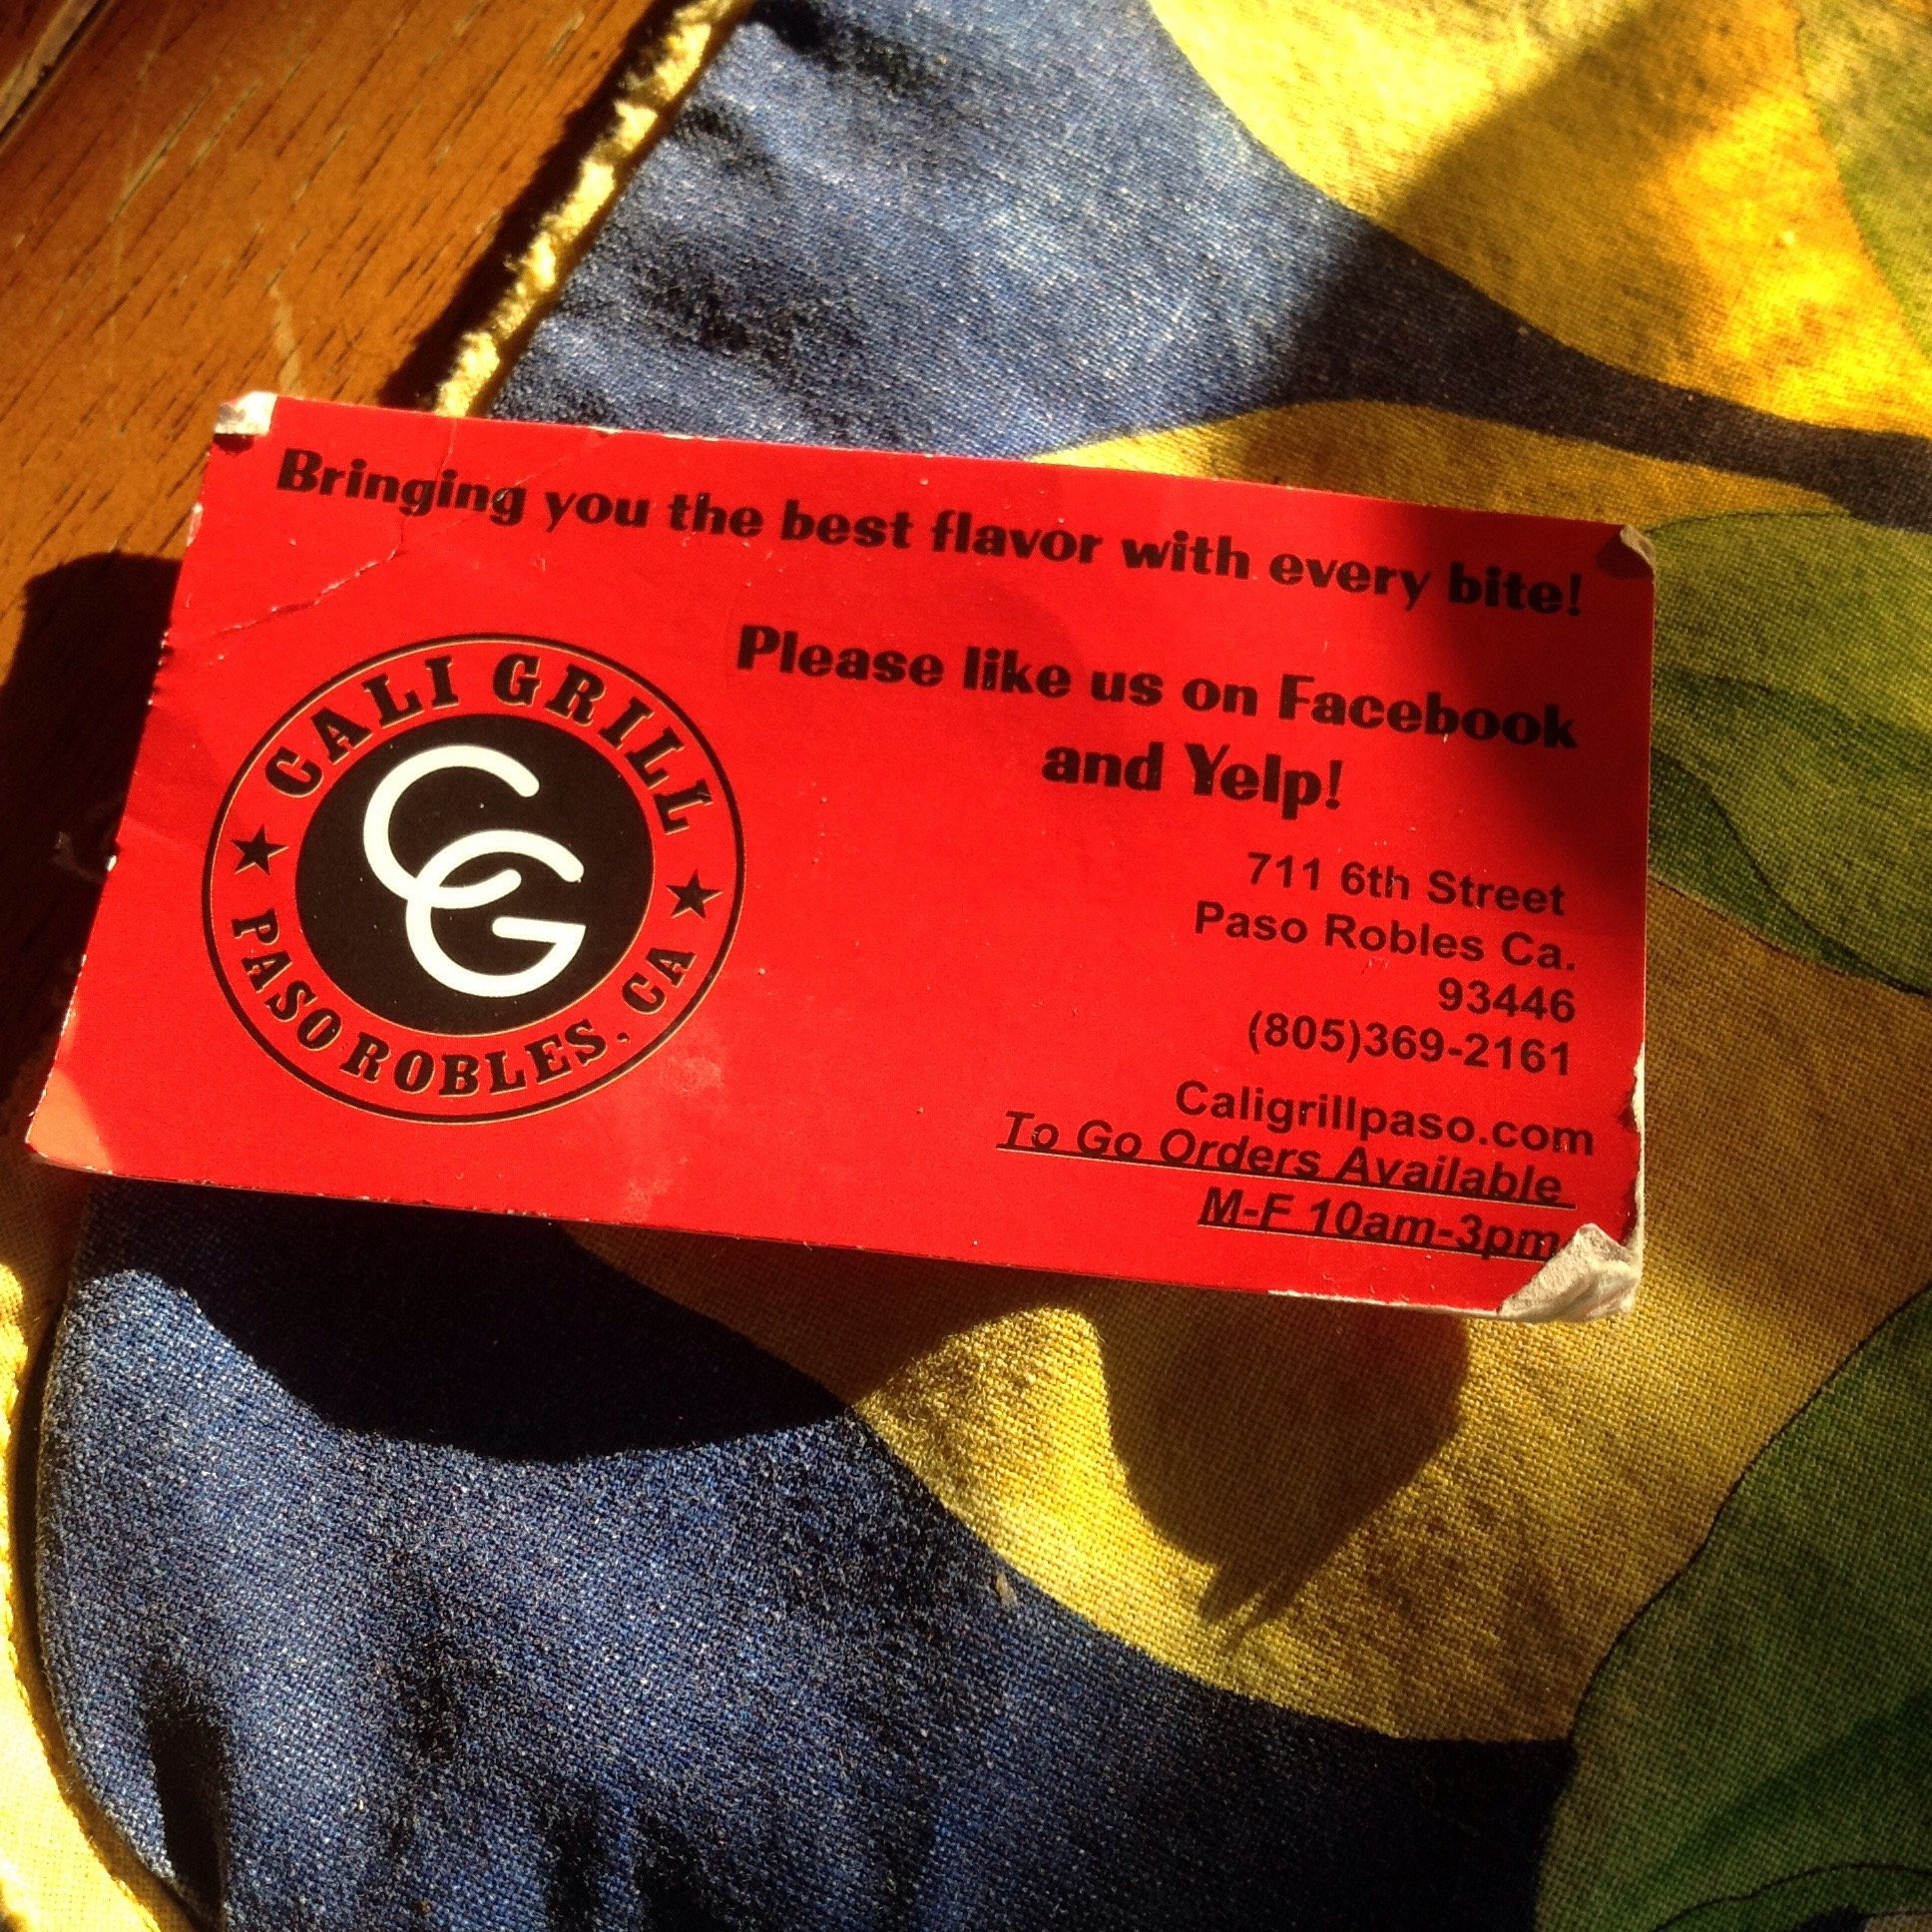 Bringing you the best flavor with every bite!
Please like us on Facebook
and Yelp!
CALI GRILL
CG
PASO ROBLES. CA
711 6th Street
Paso Robles Ca.
93446
(805)369-2161
Caligrillpaso.com
To Go Orders Available
M-F 10am-3pm